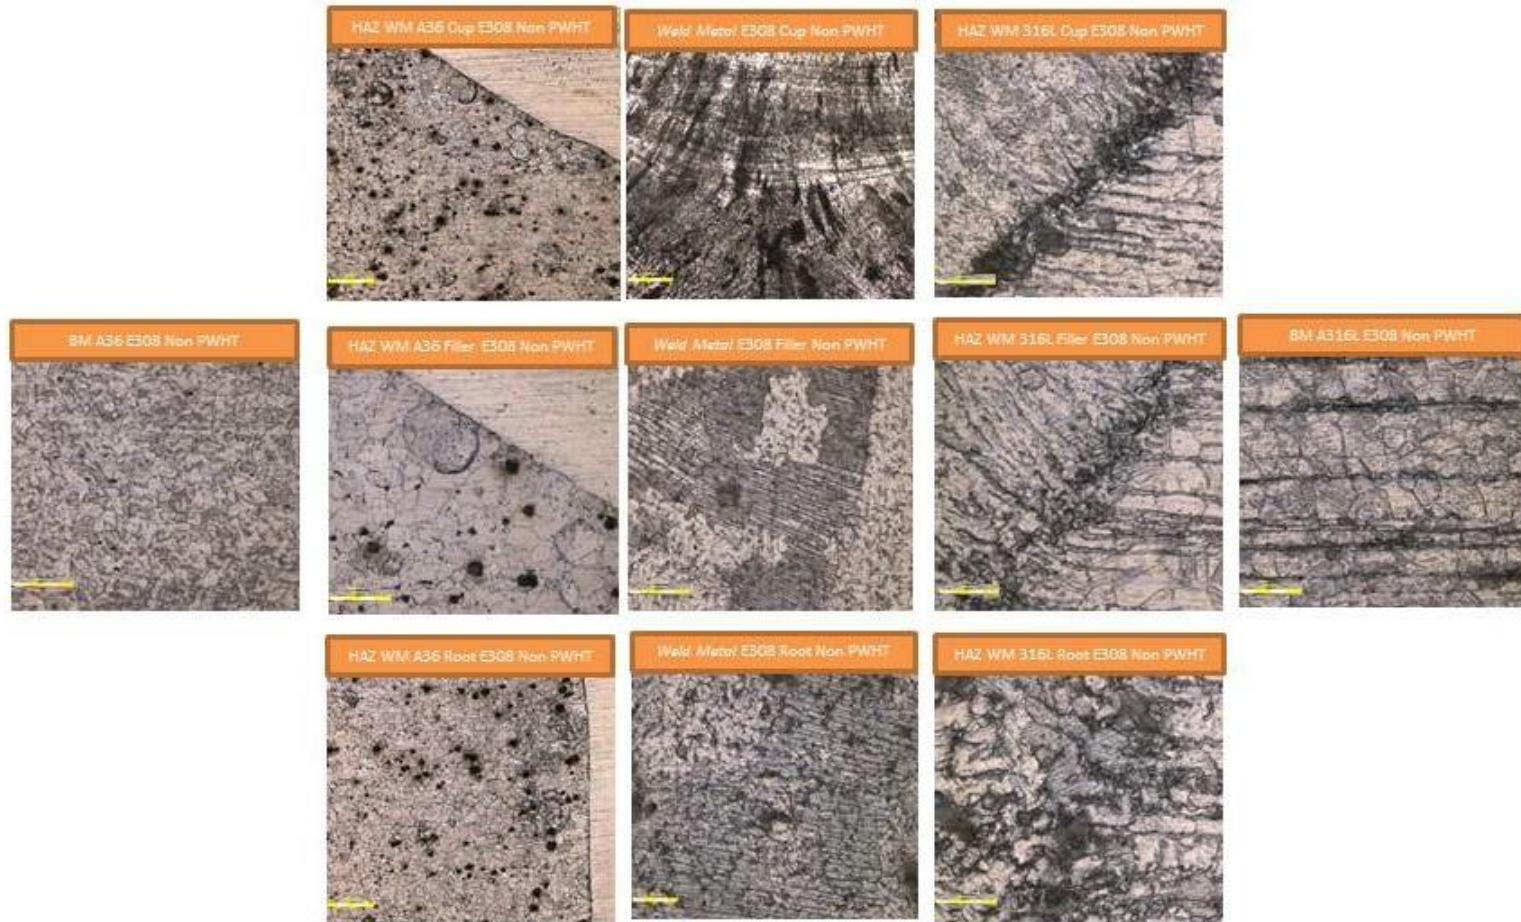 HAZ WM A36 Cup E308 Non PWHT
Weld Metal E308 Cup Non PWHT
HAZ WM 316L Cup E308 Non PWHT
BM A36 E308 Non PWHT
HAZ WM A36 Filler E308 Non PWHT
Weld Metal E308 Filler Non PWHT
HAZ WM 316L Filler E308 Non PWHT
BM A316L E308 Non PWHT
HAZ WM A36 Root E308 Non PWHT
Weld Metal E308 Root Non PWHT
HAZ WM 316L Root E308 Non PWHT